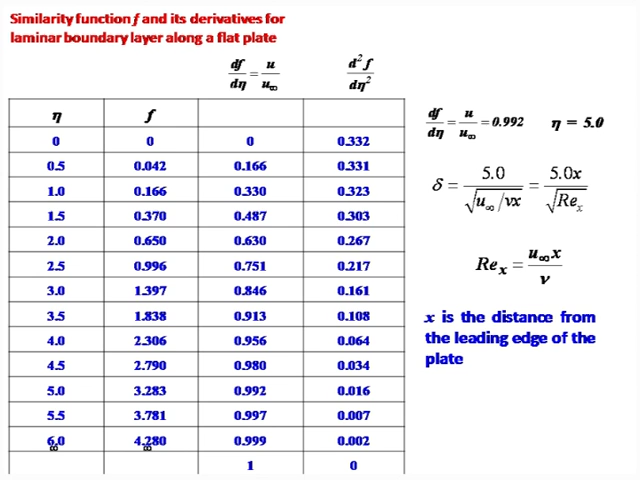 Similarity function f and its derivatives for
laminar boundary layer along a flat plate
df/dη = u/u∞ d²f/dη²
η f
0 0 0 0.332
0.5 0.042 0.166 0.331
1.0 0.166 0.330 0.323
1.5 0.370 0.487 0.303
2.0 0.650 0.630 0.267
2.5 0.996 0.751 0.217
3.0 1.397 0.846 0.161
3.5 1.838 0.913 0.108
4.0 2.306 0.956 0.064
4.5 2.790 0.980 0.034
5.0 3.283 0.992 0.016
5.5 3.781 0.997 0.007
6.0 4.280 0.999 0.002
∞ ∞ 1 0
df/dη = u/u∞ = 0.992 η = 5.0
δ = 5.0/√(u∞/νx) = 5.0x/√Reₓ
Reₓ = u∞x/ν
x is the distance from
the leading edge of the
plate